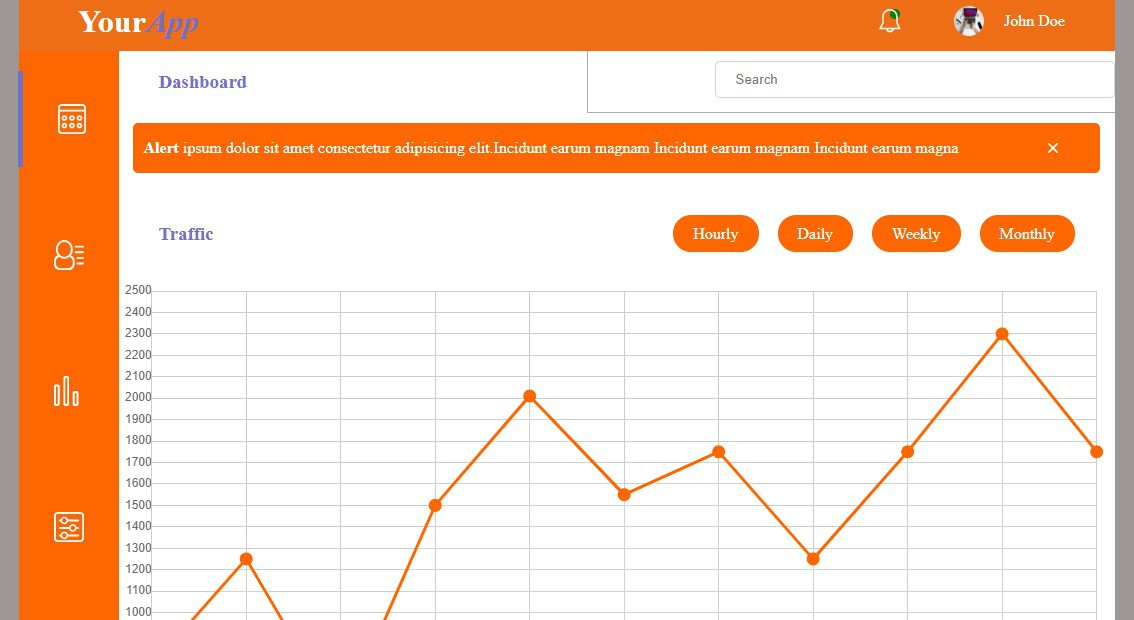 YourApp
John Doe
Dashboard
Search
Alert ipsum dolor sit amet consectetur adipisicing elit.Incidunt earum magnam Incidunt earum magnam Incidunt earum magna
×
Traffic
Hourly
Daily
Weekly
Monthly
2500
2400
2300
2200
2100
2000
1900
1800
1700
1600
1500
1400
1300
1200
1100
1000